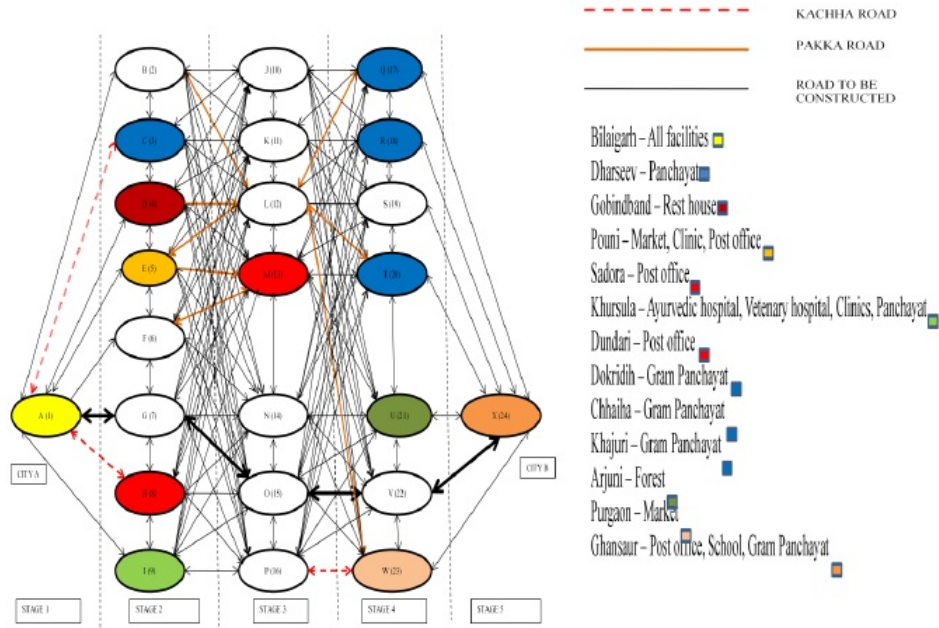 KACHHA ROAD
PAKKA ROAD
ROAD TO BE
CONSTRUCTED
B (2)
C (3)
E (5)
F (6)
G (7)
I (9)
A (1)
CITY A
J (10)
K (11)
L (12)
N (14)
O (15)
P (16)
S (19)
V (22)
W (23)
X (24)
CITY B
STAGE 1
STAGE 2
STAGE 3
STAGE 4
STAGE 5
Bilaigarh – All facilities
Dharseev – Panchayat
Gobindband – Rest house
Pouni – Market, Clinic, Post office
Sadora – Post office
Khursula – Ayurvedic hospital, Vetenary hospital, Clinics, Panchayat
Dundari – Post office
Dokridih – Gram Panchayat
Chhaiha – Gram Panchayat
Khajuri – Gram Panchayat
Arjuni – Forest
Purgaon – Market
Ghansaur – Post office, School, Gram Panchayat